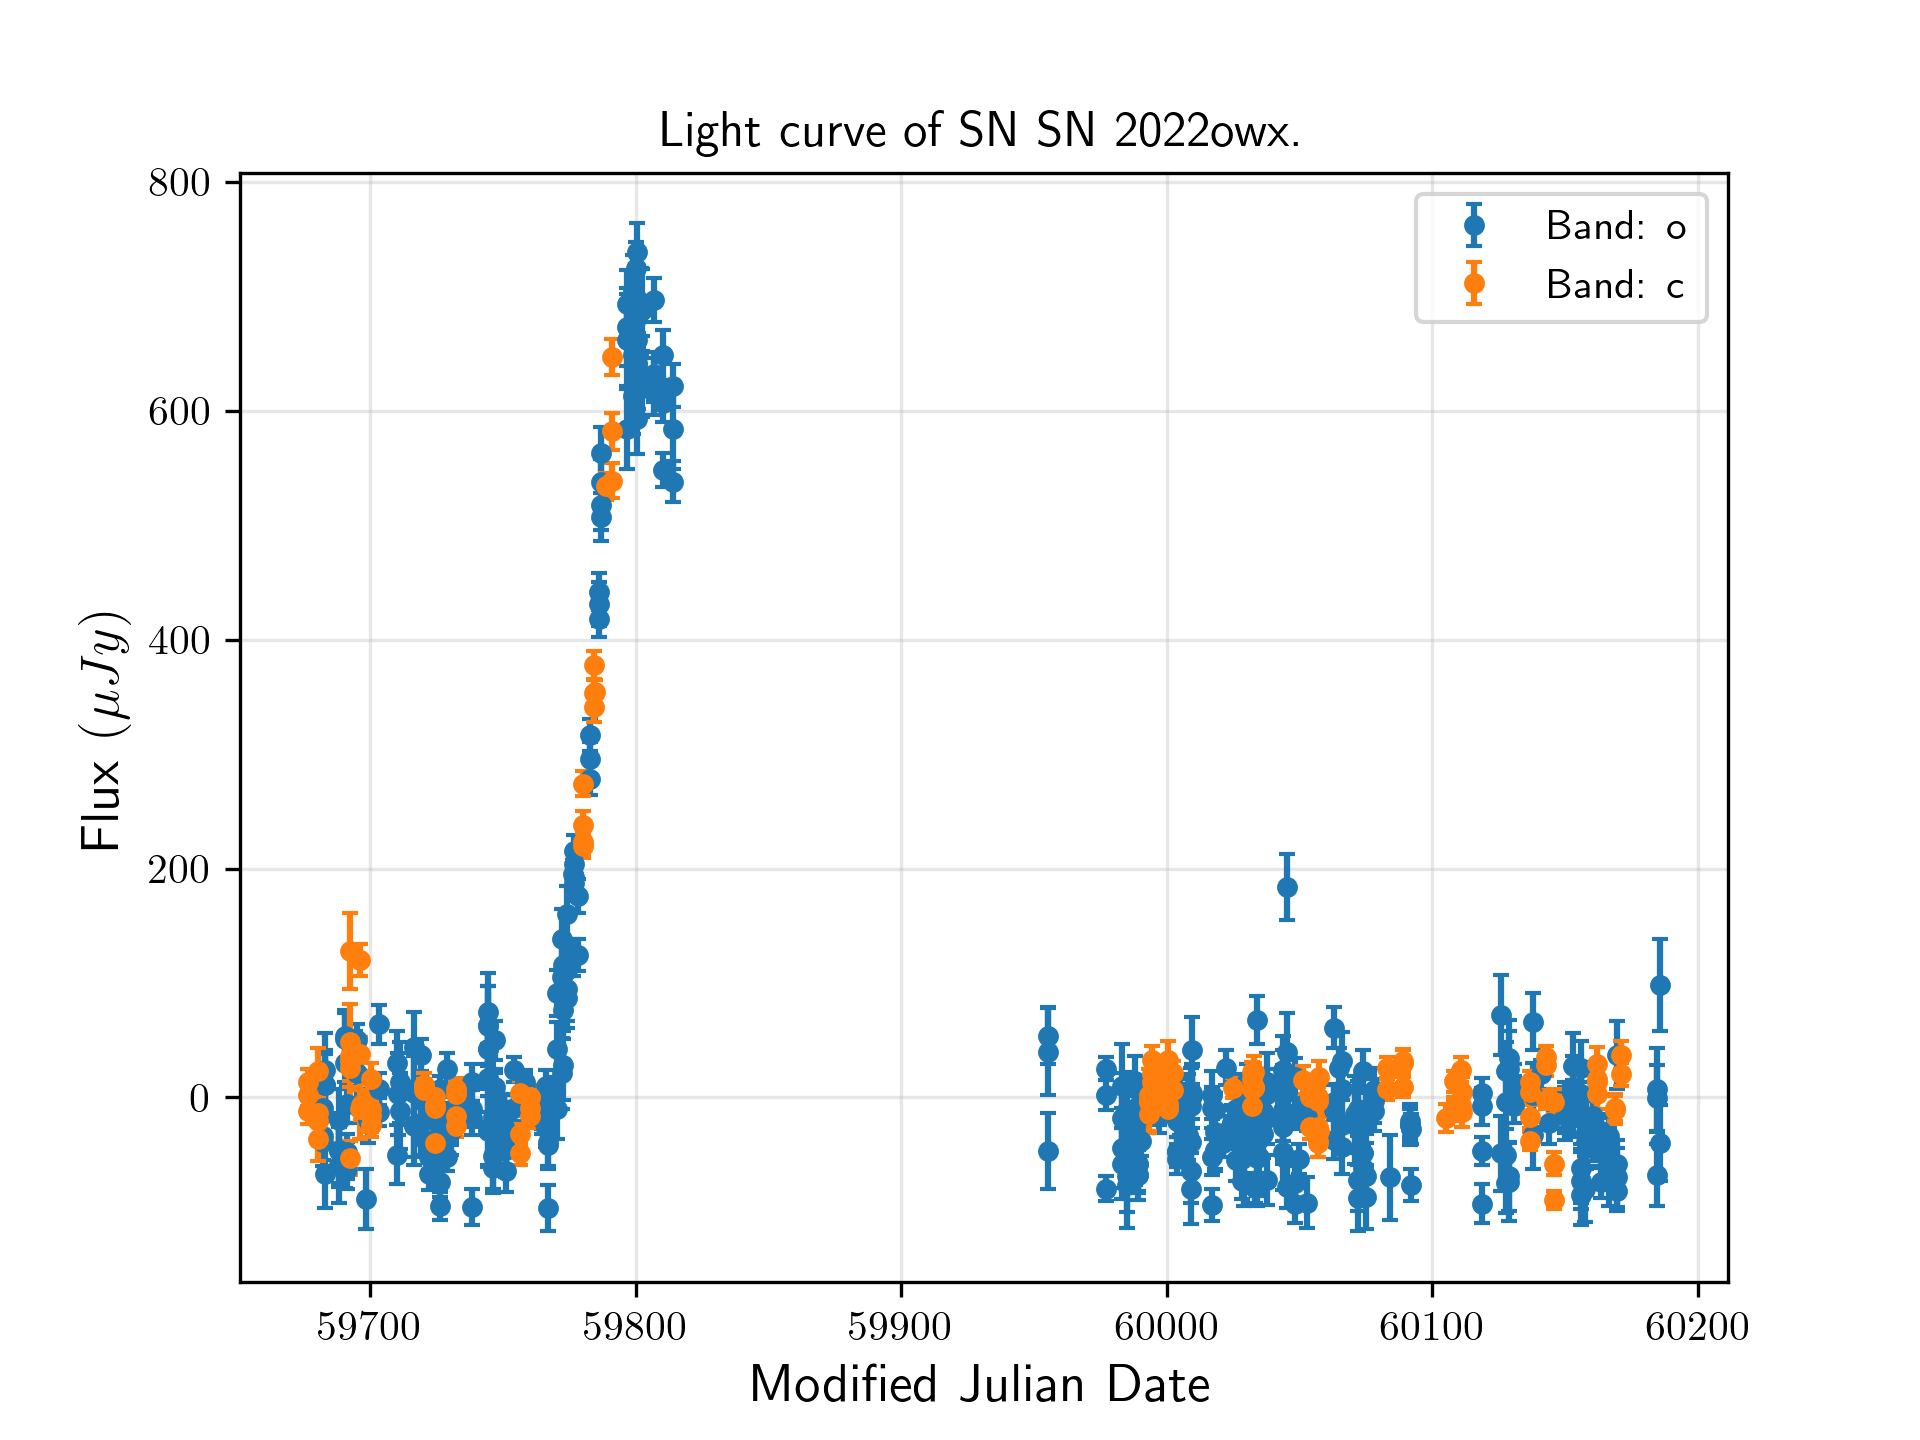 Light curve of SN SN 2022owx.
800
600
400
200
0
Flux (μJy)
Band: o
Band: c
59700 59800 59900 60000 60100 60200
Modified Julian Date